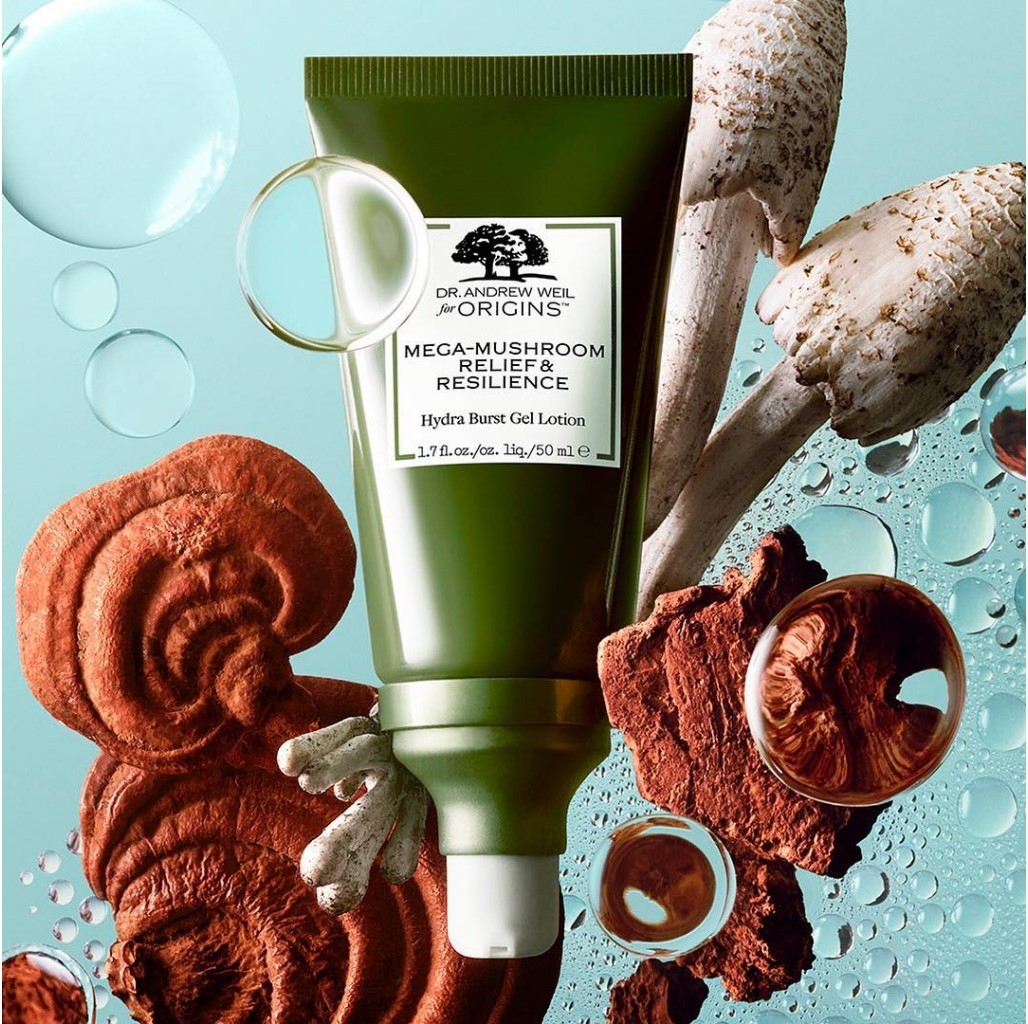 DR. ANDREW WEIL
for ORIGINS™
MEGA-MUSHROOM
RELIEF &
RESILIENCE
Hydra Burst Gel Lotion
1.7 fl. oz./oz. liq./50 ml ℮